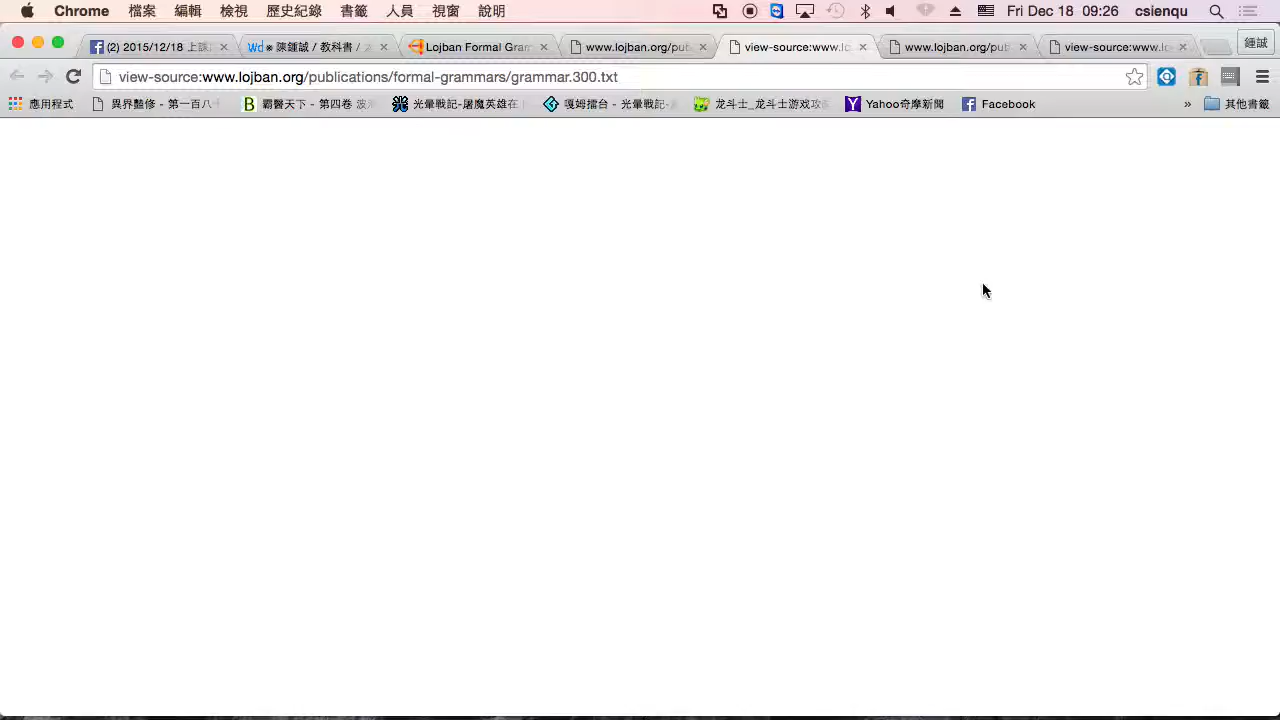 Chrome 檔案 編輯 檢視 歷史紀錄 書籤 人員 視窗 說明 Fri Dec 18 09:26 csienqu
(2) 2015/12/18 上課 陳鍾誠 / 教科書 / Lojban Formal Gram www.lojban.org/pub view-source:www. www.lojban.org/pub view-source:www.lo 鍾誠
view-source:www.lojban.org/publications/formal-grammars/grammar.300.txt
應用程式 異界醫修 - 第一百八十 覇醫天下 - 第四卷 光暈戰記-屠魔英雄在 嘎姆擂台 - 光暈戰記- 龙斗士_龙斗士游戏攻 Yahoo奇摩新聞 Facebook » 其他書籤